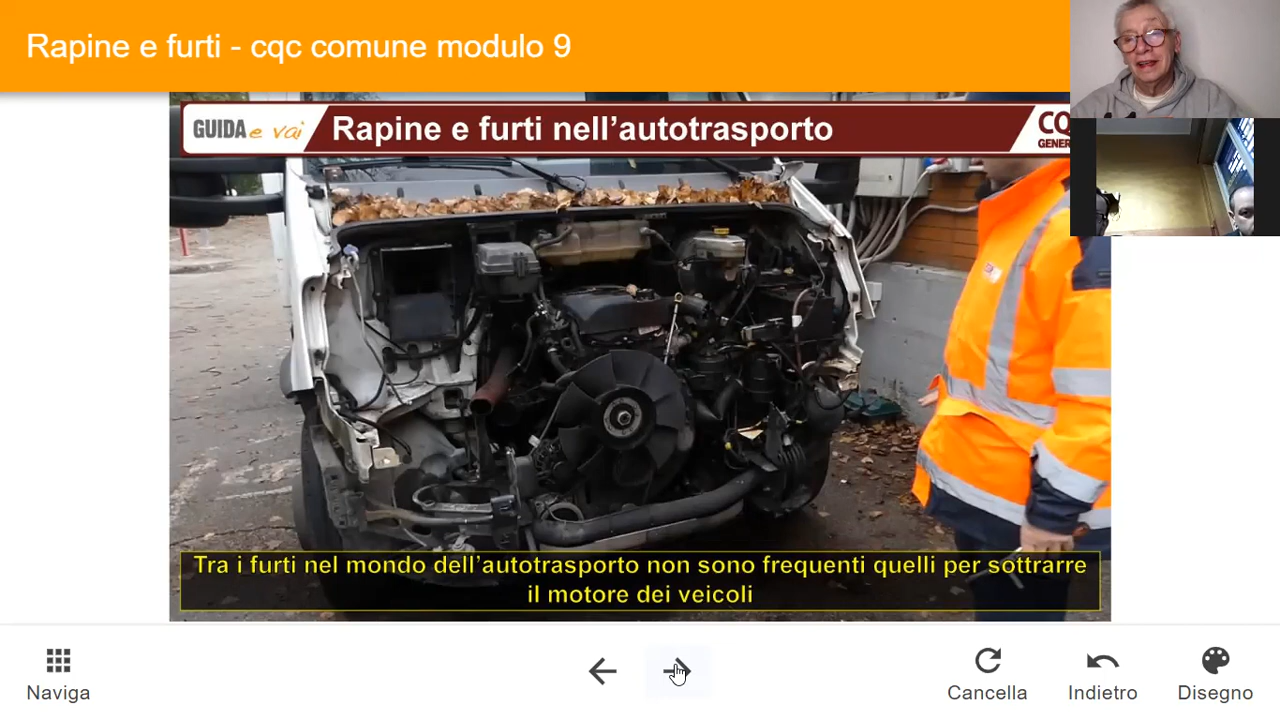 Rapine e furti - cqc comune modulo 9
GUIDA e vai
Rapine e furti nell'autotrasporto
CQ
GENER
Tra i furti nel mondo dell'autotrasporto non sono frequenti quelli per sottrarre
il motore dei veicoli
Naviga
Cancella
Indietro
Disegno